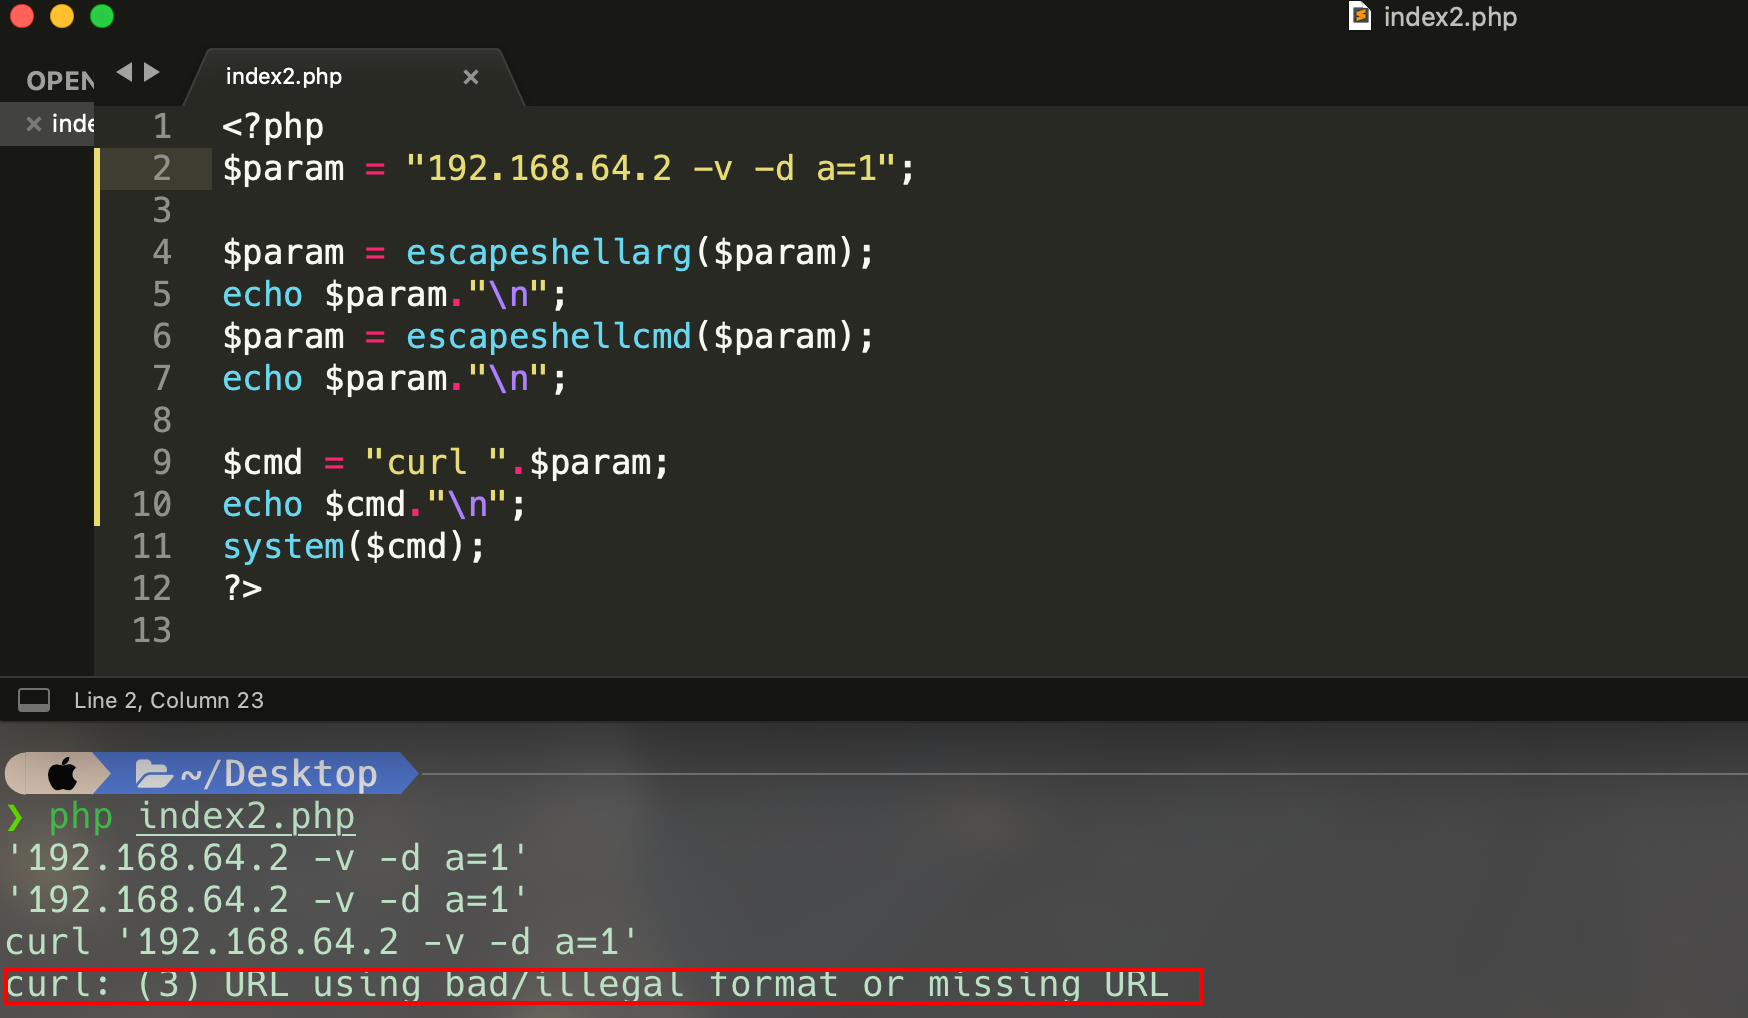 index2.php
OPEN
index2.php
inde
1 <?php
2 $param = "192.168.64.2 -v -d a=1";
3
4 $param = escapeshellarg($param);
5 echo $param."\n";
6 $param = escapeshellcmd($param);
7 echo $param."\n";
8
9 $cmd = "curl ".$param;
10 echo $cmd."\n";
11 system($cmd);
12 ?>
13
Line 2, Column 23
~/Desktop
❯ php index2.php
'192.168.64.2 -v -d a=1'
'192.168.64.2 -v -d a=1'
curl '192.168.64.2 -v -d a=1'
curl: (3) URL using bad/illegal format or missing URL